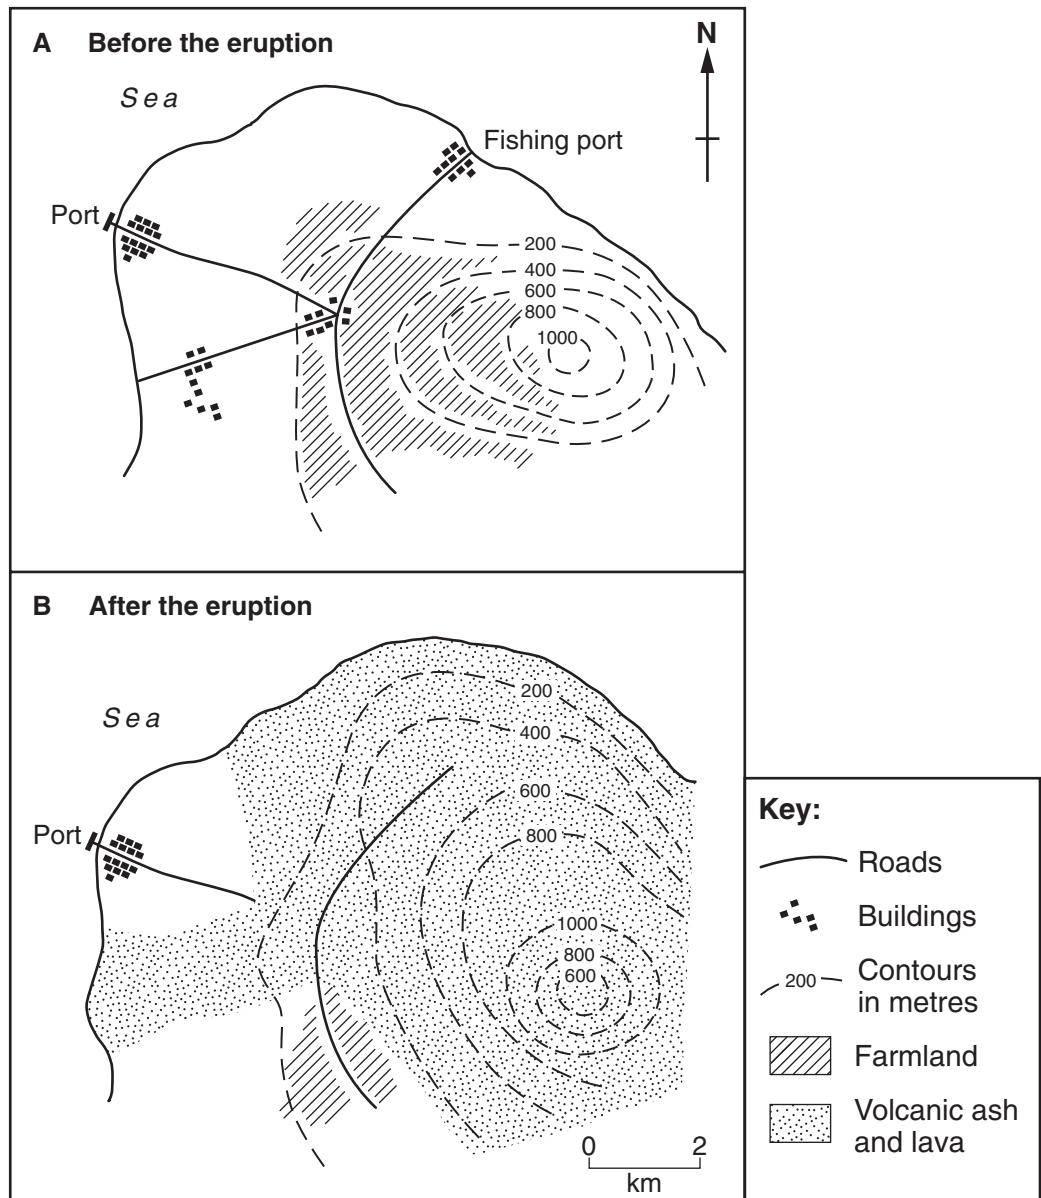 A Before the eruption
N
Sea
Fishing port
Port
200
400
600
800
1000
B After the eruption
Sea
200
400
600
800
Port
1000
800
600
0 2
km
Key:
Roads
Buildings
200
Contours
in metres
Farmland
Volcanic ash
and lava